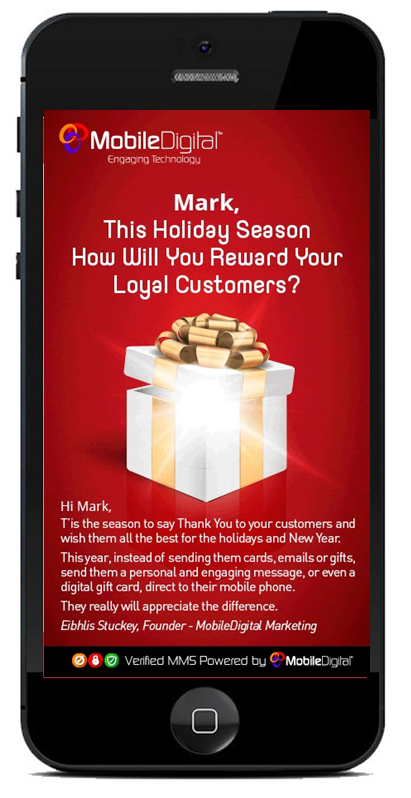 MobileDigital™
Engaging Technology
Mark,
This Holiday Season
How Will You Reward Your
Loyal Customers?
Hi Mark,
T'is the season to say Thank You to your customers and
wish them all the best for the holidays and New Year.
This year, instead of sending them cards, emails or gifts,
send them a personal and engaging message, or even a
digital gift card, direct to their mobile phone.
They really will appreciate the difference.
Eibhlis Stuckey, Founder - MobileDigital Marketing
Verified MMS Powered by MobileDigital™